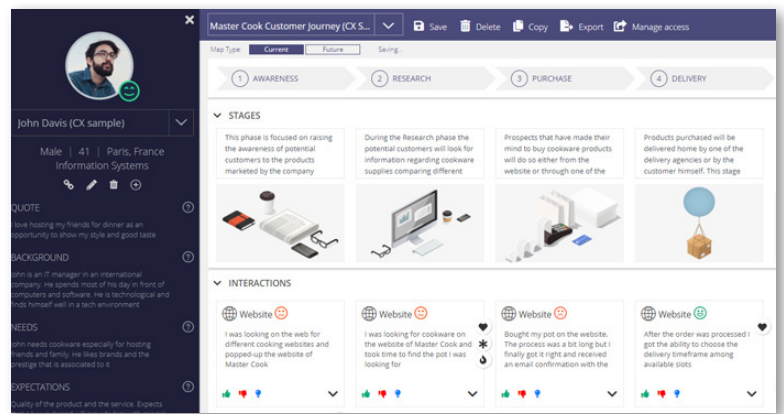 Master Cook Customer Journey (CX S...
Save
Delete
Copy
Export
Manage access
Map Type:
Current
Future
Saving...
John Davis (CX sample)
Male | 41 | Paris, France
Information Systems
QUOTE
I love hosting my friends for dinner as an
opportunity to show my style and good taste
BACKGROUND
John is an IT manager in an international
company. He spends most of his day in front of
computers and software. He is technological and
finds himself well in a tech environment
NEEDS
John needs cookware especially for hosting
friends and family. He likes brands and the
prestige that is associated to it
EXPECTATIONS
Quality of the product and the service. Expects
1 AWARENESS
2 RESEARCH
3 PURCHASE
4 DELIVERY
STAGES
This phase is focused on raising
the awareness of potential
customers to the products
marketed by the company
During the Research phase the
potential customers will look for
information regarding cookware
supplies comparing different
Prospects that have made their
mind to buy cookware products
will do so either from the
website or through one of the
Products purchased will be
delivered home by one of the
delivery agencies or by the
customer himself. This stage
INTERACTIONS
Website
I was looking on the web for
different cooking websites and
popped-up the website of
Master Cook
Website
I was looking for cookware on
the website of Master Cook and
took time to find the pot I was
looking for
Website
Bought my pot on the website.
The process was a bit long but I
finally got it right and received
an email confirmation with the
Website
After the order was processed I
got the ability to choose the
delivery timeframe among
available slots